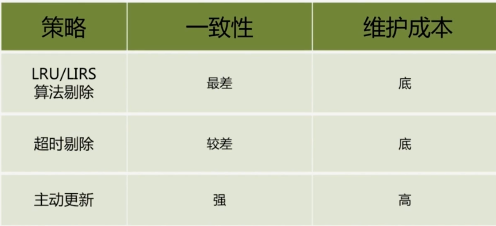 策略 一致性 维护成本
LRU/LIRS
算法剔除 最差 底
超时剔除 较差 底
主动更新 强 高